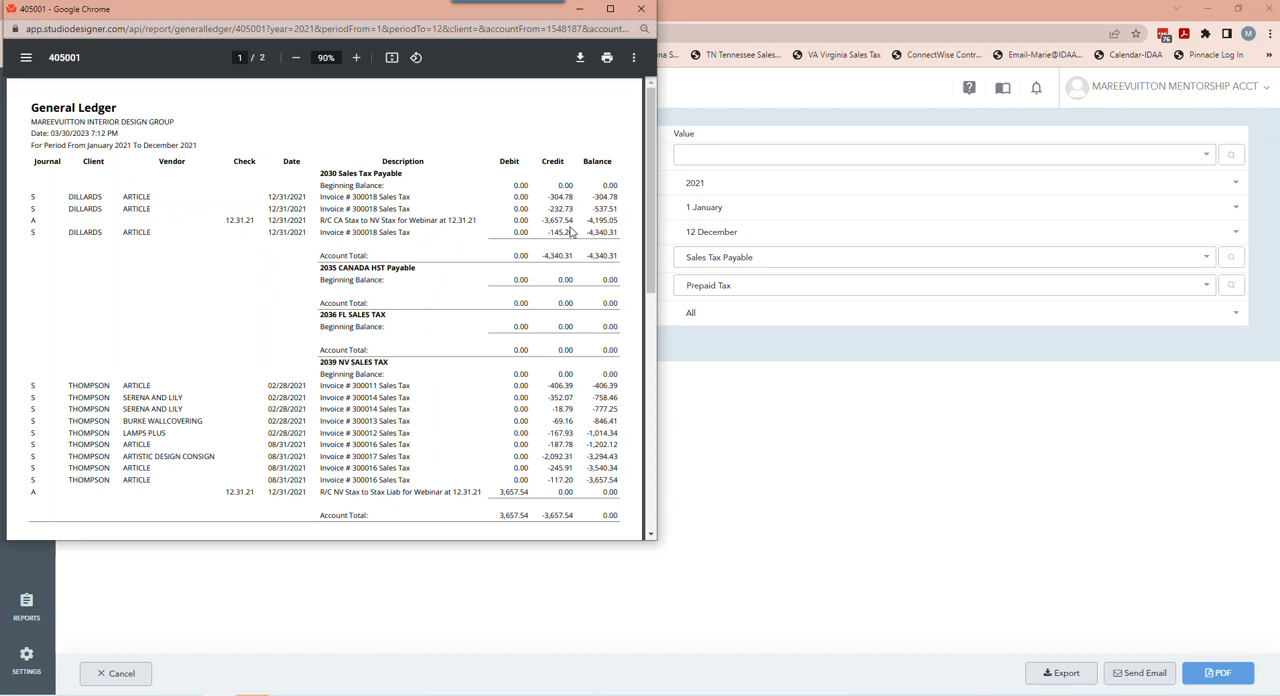 405001 - Google Chrome
app.studiodesigner.com/api/report/generalledger/405001?year=2021&periodFrom=1&periodTo=12&client=&accountFrom=1548187&account...
na S... TN Tennessee Sales... VA Virginia Sales Tax ConnectWise Contr... Email-Marie@IDAA... Calendar-IDAA Pinnacle Log In »
76 M
405001 1 / 2 90%
MAREEVUITTON MENTORSHIP ACCT
General Ledger
MAREEVUITTON INTERIOR DESIGN GROUP
Date: 03/30/2023 7:12 PM
For Period From January 2021 To December 2021
Journal Client Vendor Check Date Description Debit Credit Balance
2030 Sales Tax Payable
Beginning Balance: 0.00 0.00 0.00
S DILLARDS ARTICLE 12/31/2021 Invoice # 300018 Sales Tax 0.00 -304.78 -304.78
S DILLARDS ARTICLE 12/31/2021 Invoice # 300018 Sales Tax 0.00 -232.73 -537.51
A 12.31.21 12/31/2021 R/C CA Stax to NV Stax for Webinar at 12.31.21 0.00 -3,657.54 -4,195.05
S DILLARDS ARTICLE 12/31/2021 Invoice # 300018 Sales Tax 0.00 -4,340.31
Account Total: 0.00 -4,340.31 -4,340.31
2035 CANADA HST Payable
Beginning Balance: 0.00 0.00 0.00
Account Total: 0.00 0.00 0.00
2036 FL SALES TAX
Beginning Balance: 0.00 0.00 0.00
Account Total: 0.00 0.00 0.00
2039 NV SALES TAX
Beginning Balance: 0.00 0.00 0.00
S THOMPSON ARTICLE 02/28/2021 Invoice # 300011 Sales Tax 0.00 -406.39 -406.39
S THOMPSON SERENA AND LILY 02/28/2021 Invoice # 300014 Sales Tax 0.00 -352.07 -758.46
S THOMPSON SERENA AND LILY 02/28/2021 Invoice # 300014 Sales Tax 0.00 -18.79 -777.25
S THOMPSON BURKE WALLCOVERING 02/28/2021 Invoice # 300013 Sales Tax 0.00 -69.16 -846.41
S THOMPSON LAMPS PLUS 02/28/2021 Invoice # 300012 Sales Tax 0.00 -167.93 -1,014.34
S THOMPSON ARTICLE 08/31/2021 Invoice # 300016 Sales Tax 0.00 -187.78 -1,202.12
S THOMPSON ARTISTIC DESIGN CONSIGN 08/31/2021 Invoice # 300017 Sales Tax 0.00 -2,092.31 -3,294.43
S THOMPSON ARTICLE 08/31/2021 Invoice # 300016 Sales Tax 0.00 -245.91 -3,540.34
S THOMPSON ARTICLE 08/31/2021 Invoice # 300016 Sales Tax 0.00 -117.20 -3,657.54
A 12.31.21 12/31/2021 R/C NV Stax to Stax Liab for Webinar at 12.31.21 3,657.54 0.00 0.00
Account Total: 3,657.54 -3,657.54 0.00
Value
2021
1 January
12 December
Sales Tax Payable
Prepaid Tax
All
REPORTS
SETTINGS
Cancel Export Send Email PDF